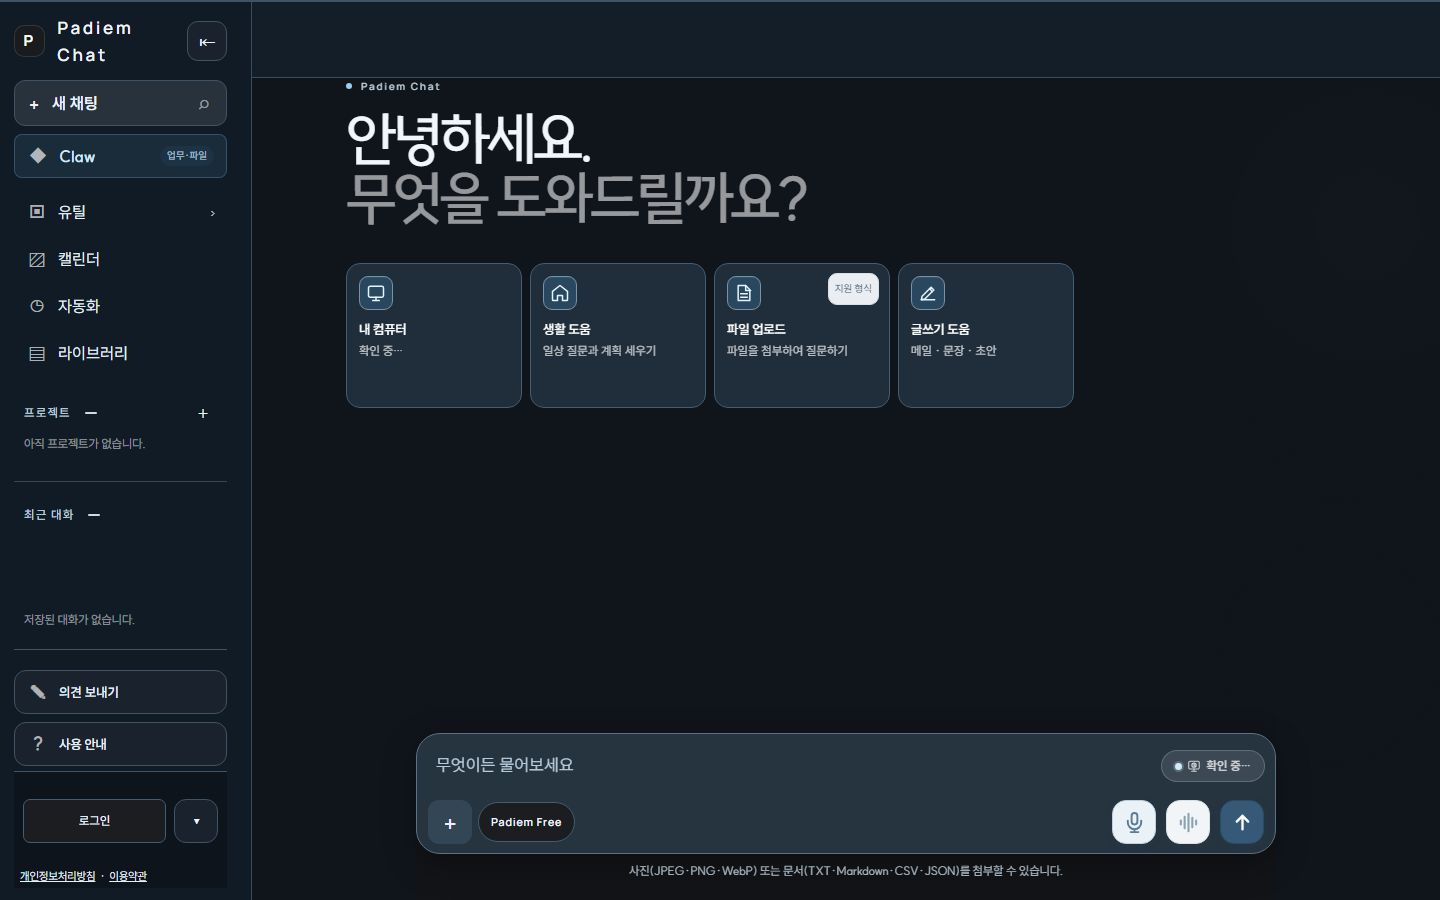 P
Padiem
Chat
+ 새 채팅
Claw
업무·파일
유틸
캘린더
자동화
라이브러리
프로젝트
아직 프로젝트가 없습니다.
최근 대화
저장된 대화가 없습니다.
의견 보내기
? 사용 안내
로그인
개인정보처리방침 · 이용약관
Padiem Chat
안녕하세요.
무엇을 도와드릴까요?
내 컴퓨터
확인 중···
생활 도움
일상 질문과 계획 세우기
지원 형식
파일 업로드
파일을 첨부하여 질문하기
글쓰기 도움
메일 · 문장 · 초안
무엇이든 물어보세요
확인 중···
+
Padiem Free
사진(JPEG·PNG·WebP) 또는 문서(TXT·Markdown·CSV·JSON)를 첨부할 수 있습니다.